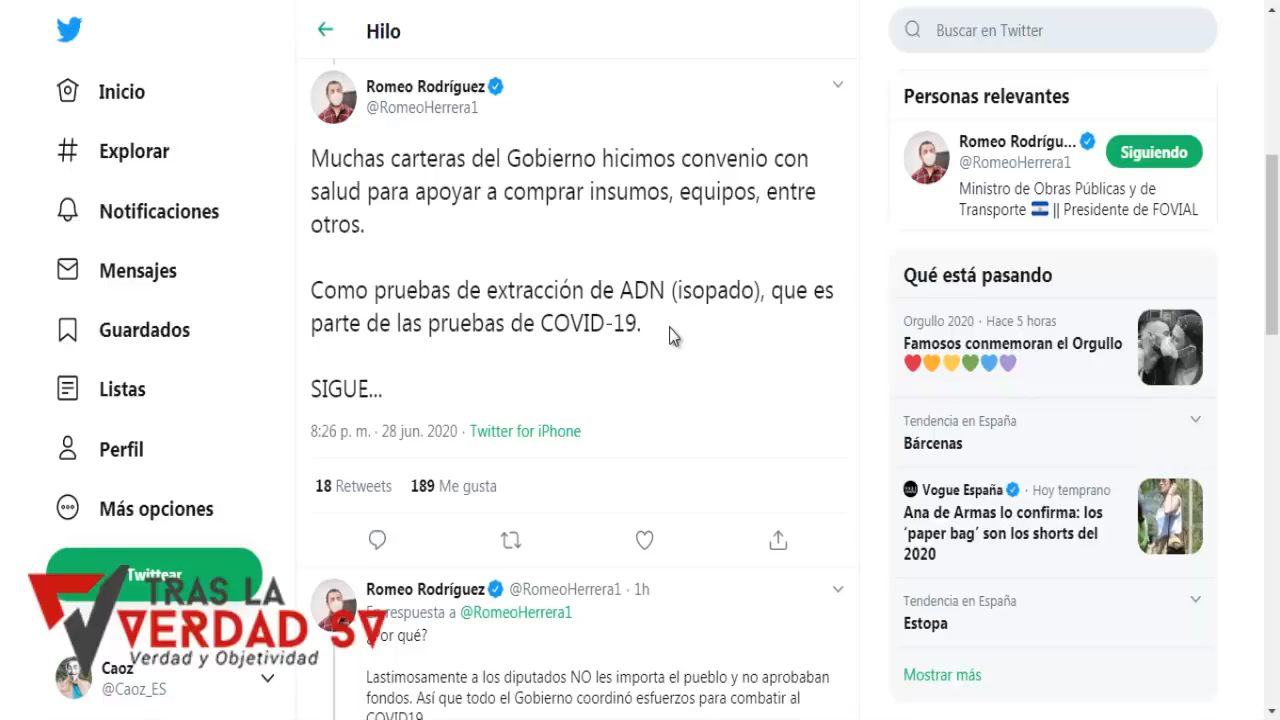 Hilo
Buscar en Twitter
Inicio
Explorar
Notificaciones
Mensajes
Guardados
Listas
Perfil
Más opciones
Twittear
Caoz
@Caoz_ES
Romeo Rodríguez
@RomeoHerrera1
Muchas carteras del Gobierno hicimos convenio con
salud para apoyar a comprar insumos, equipos, entre
otros.
Como pruebas de extracción de ADN (isopado), que es
parte de las pruebas de COVID-19.
SIGUE...
8:26 p. m. · 28 jun. 2020 · Twitter for iPhone
18 Retweets 189 Me gusta
Romeo Rodríguez @RomeoHerrera1 · 1h
En respuesta a @RomeoHerrera1
¿Por qué?
Lastimosamente a los diputados NO les importa el pueblo y no aprobaban
fondos. Así que todo el Gobierno coordinó esfuerzos para combatir al
COVID19
Personas relevantes
Romeo Rodrígu...
@RomeoHerrera1
Siguiendo
Ministro de Obras Públicas y de
Transporte || Presidente de FOVIAL
Qué está pasando
Orgullo 2020 · Hace 5 horas
Famosos conmemoran el Orgullo
❤️🧡💛💚💙💜
Tendencia en España
Bárcenas
Vogue España · Hoy temprano
Ana de Armas lo confirma: los
‘paper bag’ son los shorts del
2020
Tendencia en España
Estopa
Mostrar más
TRAS LA
VERDAD SV
Verdad y Objetividad